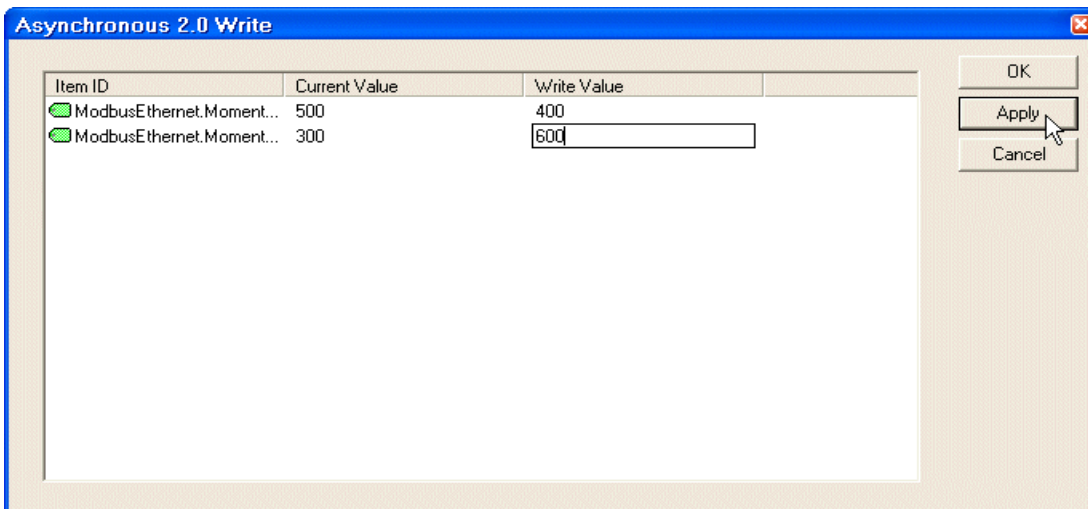 Asynchronous 2.0 Write
Item ID Current Value Write Value
ModbusEthernet.Moment... 500 400
ModbusEthernet.Moment... 300 600
OK
Apply
Cancel